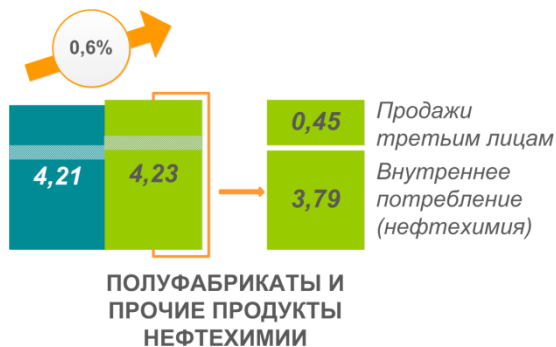 0,6%
4,21
4,23
0,45
Продажи
третьим лицам
3,79
Внутреннее
потребление
(нефтехимия)
ПОЛУФАБРИКАТЫ И
ПРОЧИЕ ПРОДУКТЫ
НЕФТЕХИМИИ